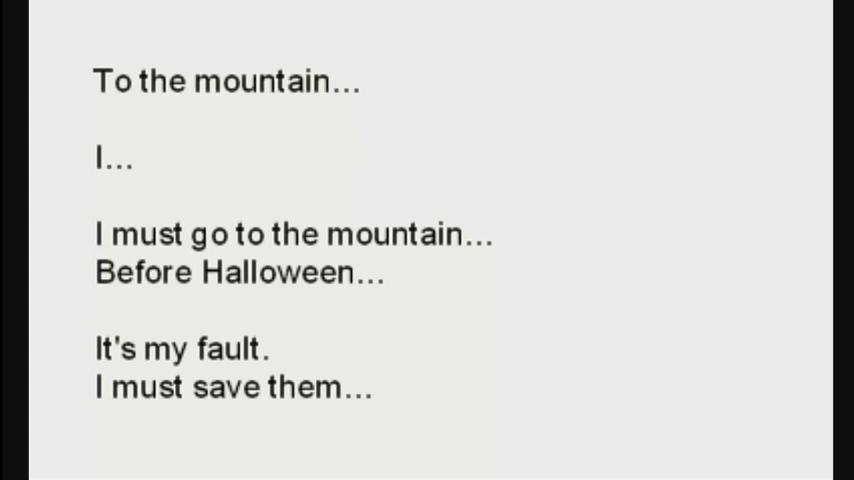 To the mountain...
I...
I must go to the mountain...
Before Halloween...
It's my fault.
I must save them...